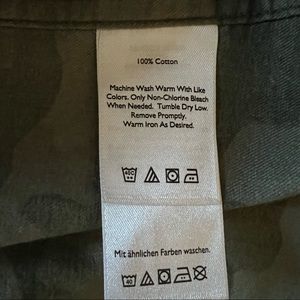 100% Cotton
Machine Wash Warm With Like
Colors. Only Non-Chlorine Bleach
When Needed. Tumble Dry Low.
Remove Promptly.
Warm Iron As Desired.
Mit ähnlichen Farben waschen.
40